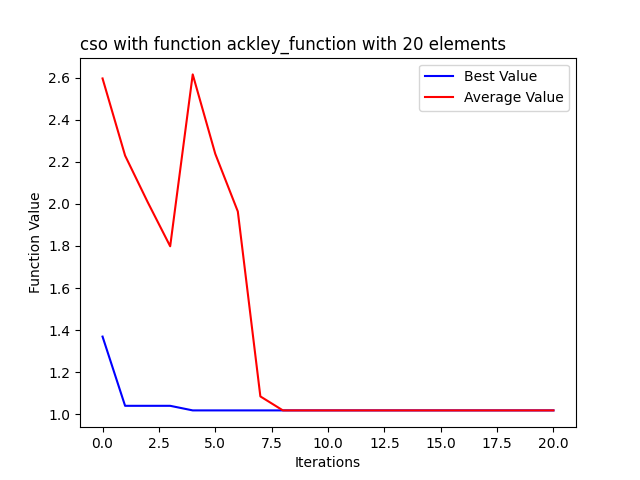 cso with function ackley_function with 20 elements
Best Value
Average Value
2.6
2.4
2.2
2.0
1.8
1.6
1.4
1.2
1.0
Function Value
0.0 2.5 5.0 7.5 10.0 12.5 15.0 17.5 20.0
Iterations